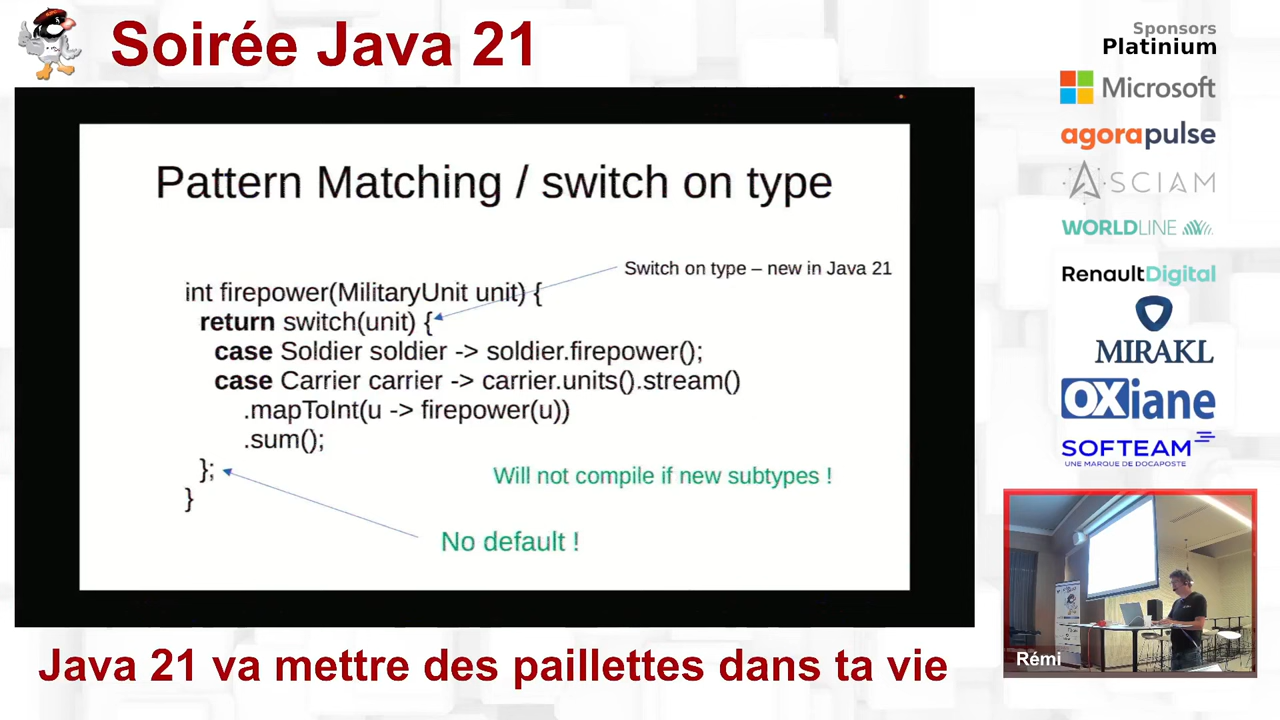 Soirée Java 21
Sponsors
Platinium
Microsoft
agorapulse
ASCIAM
WORLDLINE
RenaultDigital
MIRAKL
OXiane
SOFTEAM
UNE MARQUE DE DOCAPOSTE
Pattern Matching / switch on type
Switch on type – new in Java 21
int firepower(MilitaryUnit unit) {
return switch(unit) {
case Soldier soldier -> soldier.firepower();
case Carrier carrier -> carrier.units().stream()
.mapToInt(u -> firepower(u))
.sum();
};
}
Will not compile if new subtypes !
No default !
Rémi
Java 21 va mettre des paillettes dans ta vie